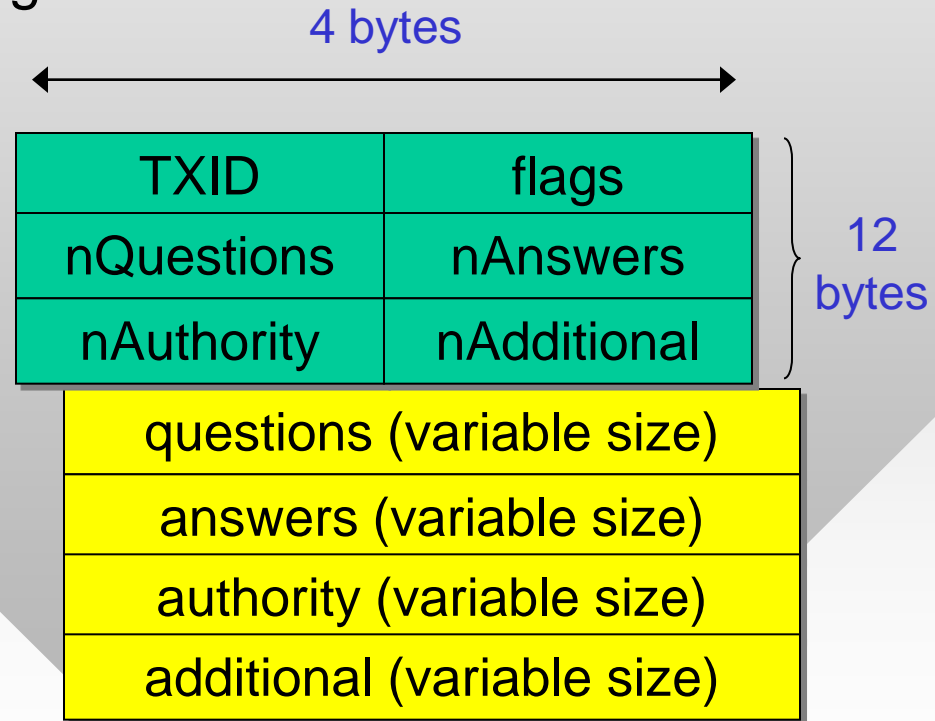 4 bytes
TXID flags
nQuestions nAnswers
12
bytes
nAuthority nAdditional
questions (variable size)
answers (variable size)
authority (variable size)
additional (variable size)